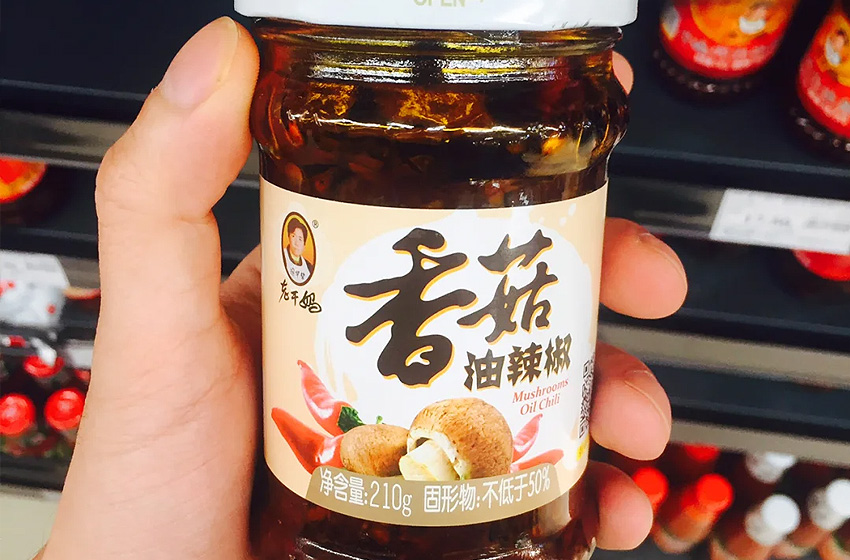 OPEN
老干妈
®
香菇
油辣椒
Mushrooms
Oil Chili
净含量:210g 固形物:不低于50%